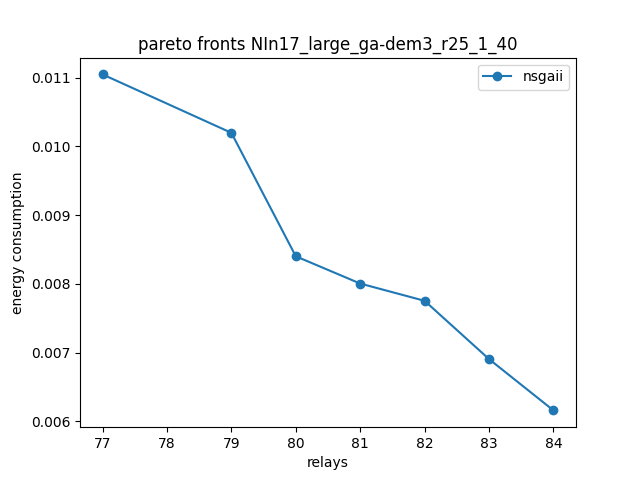 pareto fronts NIn17_large_ga-dem3_r25_1_40
nsgaii
0.011
0.010
0.009
0.008
0.007
0.006
energy consumption
77 78 79 80 81 82 83 84
relays